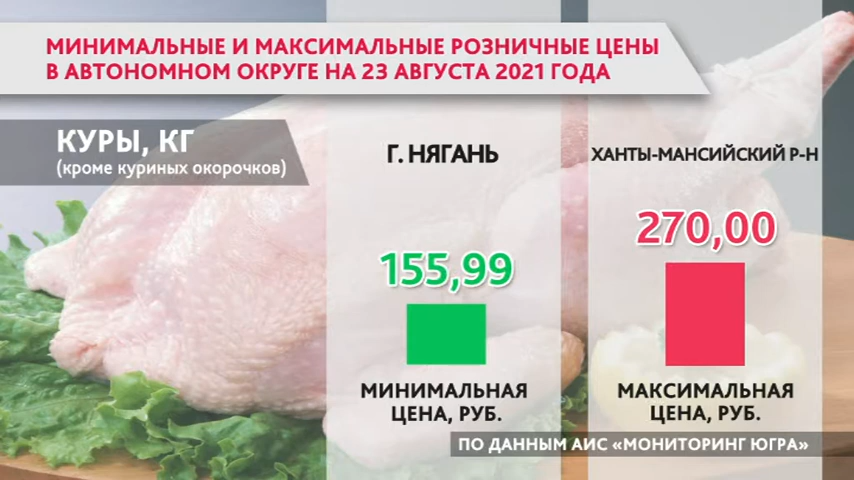 МИНИМАЛЬНЫЕ И МАКСИМАЛЬНЫЕ РОЗНИЧНЫЕ ЦЕНЫ
В АВТОНОМНОМ ОКРУГЕ НА 23 АВГУСТА 2021 ГОДА
КУРЫ, КГ
(кроме куриных окорочков)
Г. НЯГАНЬ
155,99
МИНИМАЛЬНАЯ
ЦЕНА, РУБ.
ХАНТЫ-МАНСИЙСКИЙ Р-Н
270,00
МАКСИМАЛЬНАЯ
ЦЕНА, РУБ.
ПО ДАННЫМ АИС «МОНИТОРИНГ ЮГРА»